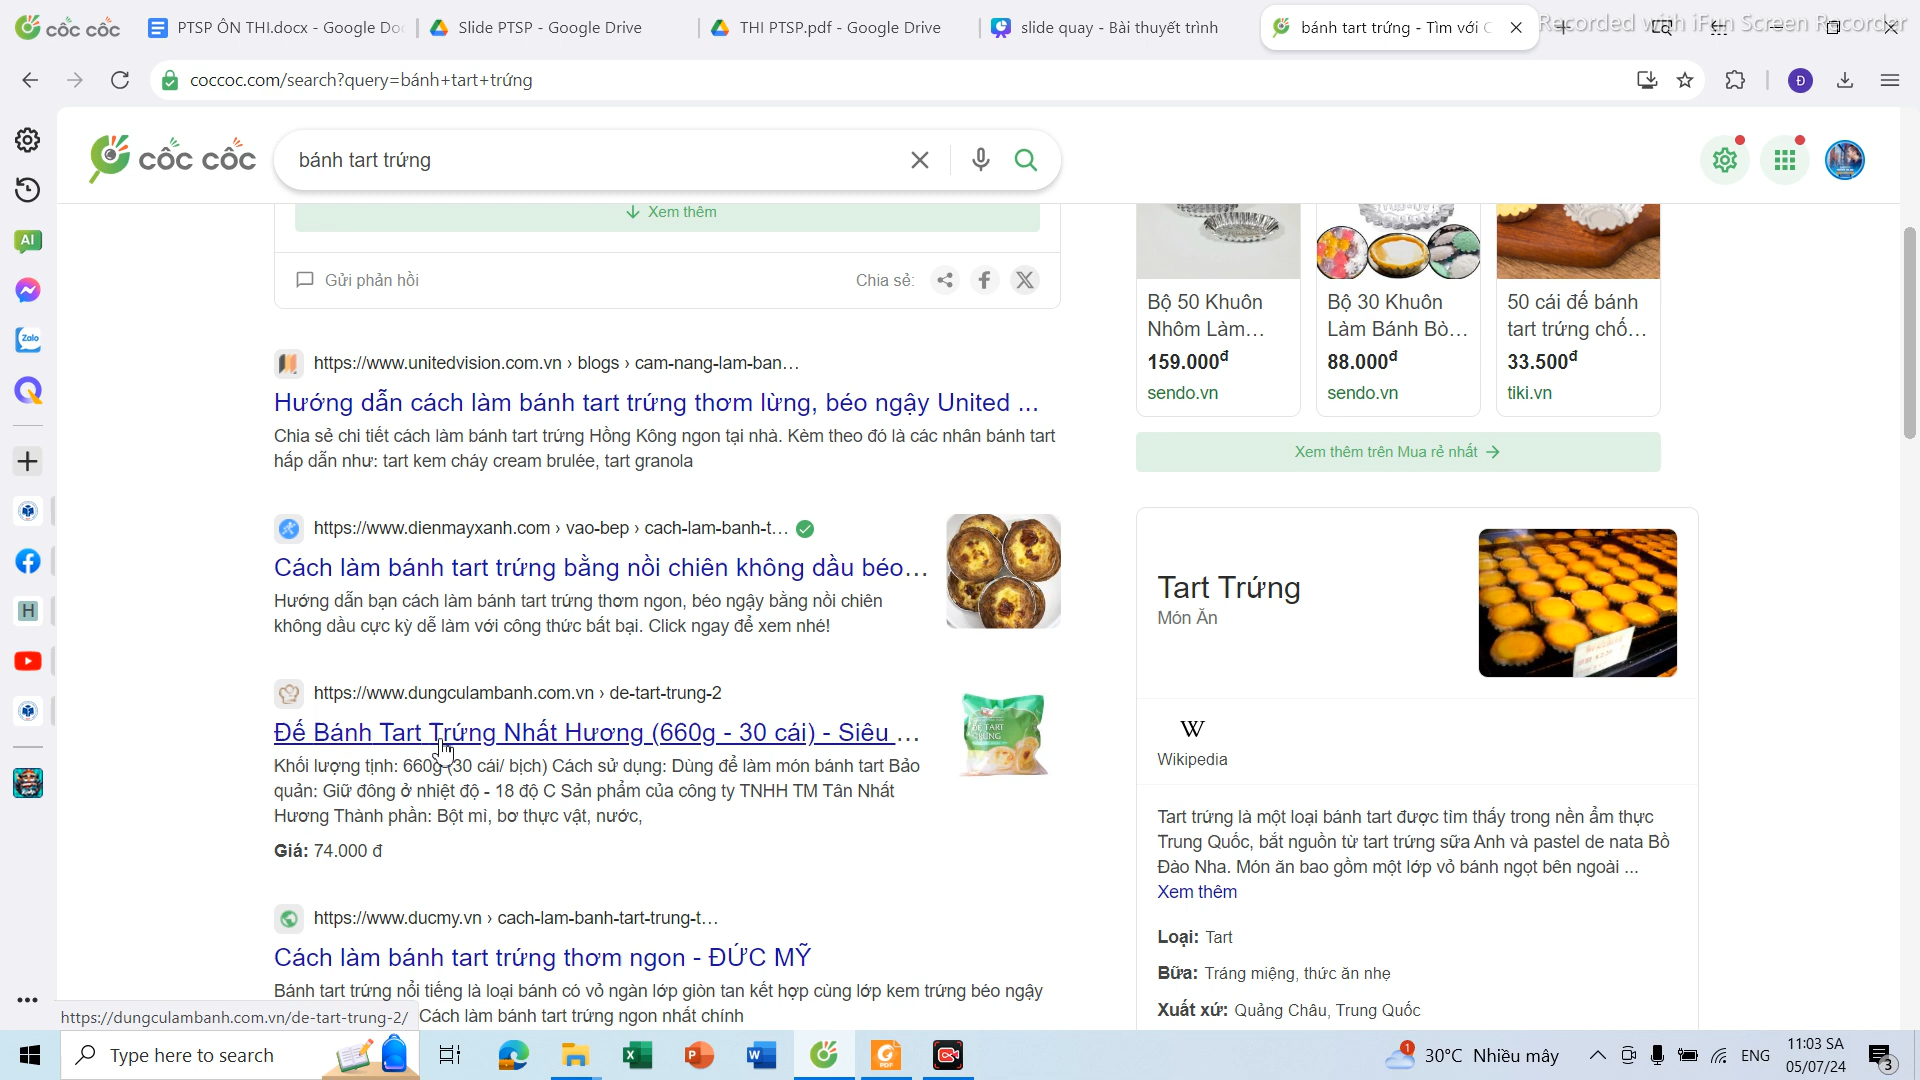 cốc cốc
PTSP ÔN THI.docx - Google Doc
Slide PTSP - Google Drive
THI PTSP.pdf - Google Drive
slide quay - Bài thuyết trình
bánh tart trứng - Tìm với C
Recorded with iFun Screen Recorder
coccoc.com/search?query=bánh+tart+trứng
Đ
cốc cốc
bánh tart trứng
AI
Zalo
H
Xem thêm
Gửi phản hồi
Chia sẻ:
https://www.unitedvision.com.vn › blogs › cam-nang-lam-ban...
Hướng dẫn cách làm bánh tart trứng thơm lừng, béo ngậy United ...
Chia sẻ chi tiết cách làm bánh tart trứng Hồng Kông ngon tại nhà. Kèm theo đó là các nhân bánh tart
hấp dẫn như: tart kem cháy cream brulée, tart granola
https://www.dienmayxanh.com › vao-bep › cach-lam-banh-t...
Cách làm bánh tart trứng bằng nồi chiên không dầu béo...
Hướng dẫn bạn cách làm bánh tart trứng thơm ngon, béo ngậy bằng nồi chiên
không dầu cực kỳ dễ làm với công thức bất bại. Click ngay để xem nhé!
https://www.dungculambanh.com.vn › de-tart-trung-2
Đế Bánh Tart Trứng Nhất Hương (660g - 30 cái) - Siêu ...
Khối lượng tịnh: 660g (30 cái/ bịch) Cách sử dụng: Dùng để làm món bánh tart Bảo
quản: Giữ đông ở nhiệt độ - 18 độ C Sản phẩm của công ty TNHH TM Tân Nhất
Hương Thành phần: Bột mì, bơ thực vật, nước,
Giá: 74.000 đ
https://www.ducmy.vn › cach-lam-banh-tart-trung-t...
Cách làm bánh tart trứng thơm ngon - ĐỨC MỸ
Bánh tart trứng nổi tiếng là loại bánh có vỏ ngàn lớp giòn tan kết hợp cùng lớp kem trứng béo ngậy
Cách làm bánh tart trứng ngon nhất chính
https://dungculambanh.com.vn/de-tart-trung-2/
Bộ 50 Khuôn
Nhôm Làm...
159.000đ
sendo.vn
Bộ 30 Khuôn
Làm Bánh Bò...
88.000đ
sendo.vn
50 cái đế bánh
tart trứng chố...
33.500đ
tiki.vn
Xem thêm trên Mua rẻ nhất
Tart Trứng
Món Ăn
W
Wikipedia
Tart trứng là một loại bánh tart được tìm thấy trong nền ẩm thực
Trung Quốc, bắt nguồn từ tart trứng sữa Anh và pastel de nata Bồ
Đào Nha. Món ăn bao gồm một lớp vỏ bánh ngọt bên ngoài ...
Xem thêm
Loại: Tart
Bữa: Tráng miệng, thức ăn nhẹ
Xuất xứ: Quảng Châu, Trung Quốc
Type here to search
1
30°C Nhiều mây
ENG
11:03 SA
05/07/24
3